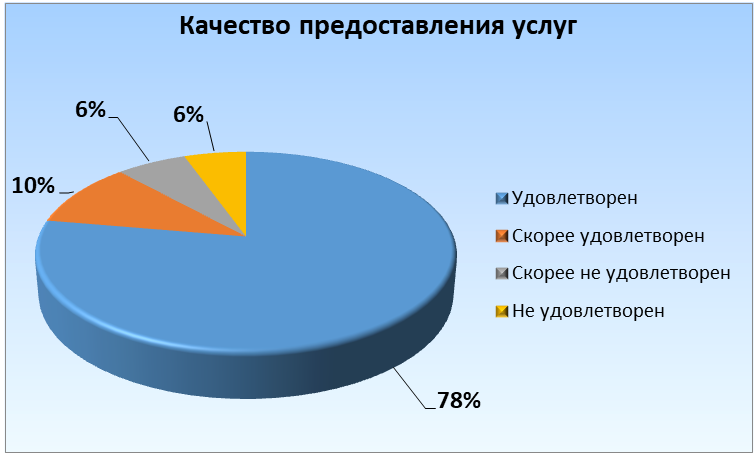 Качество предоставления услуг
6%
6%
10%
78%
Удовлетворен
Скорее удовлетворен
Скорее не удовлетворен
Не удовлетворен